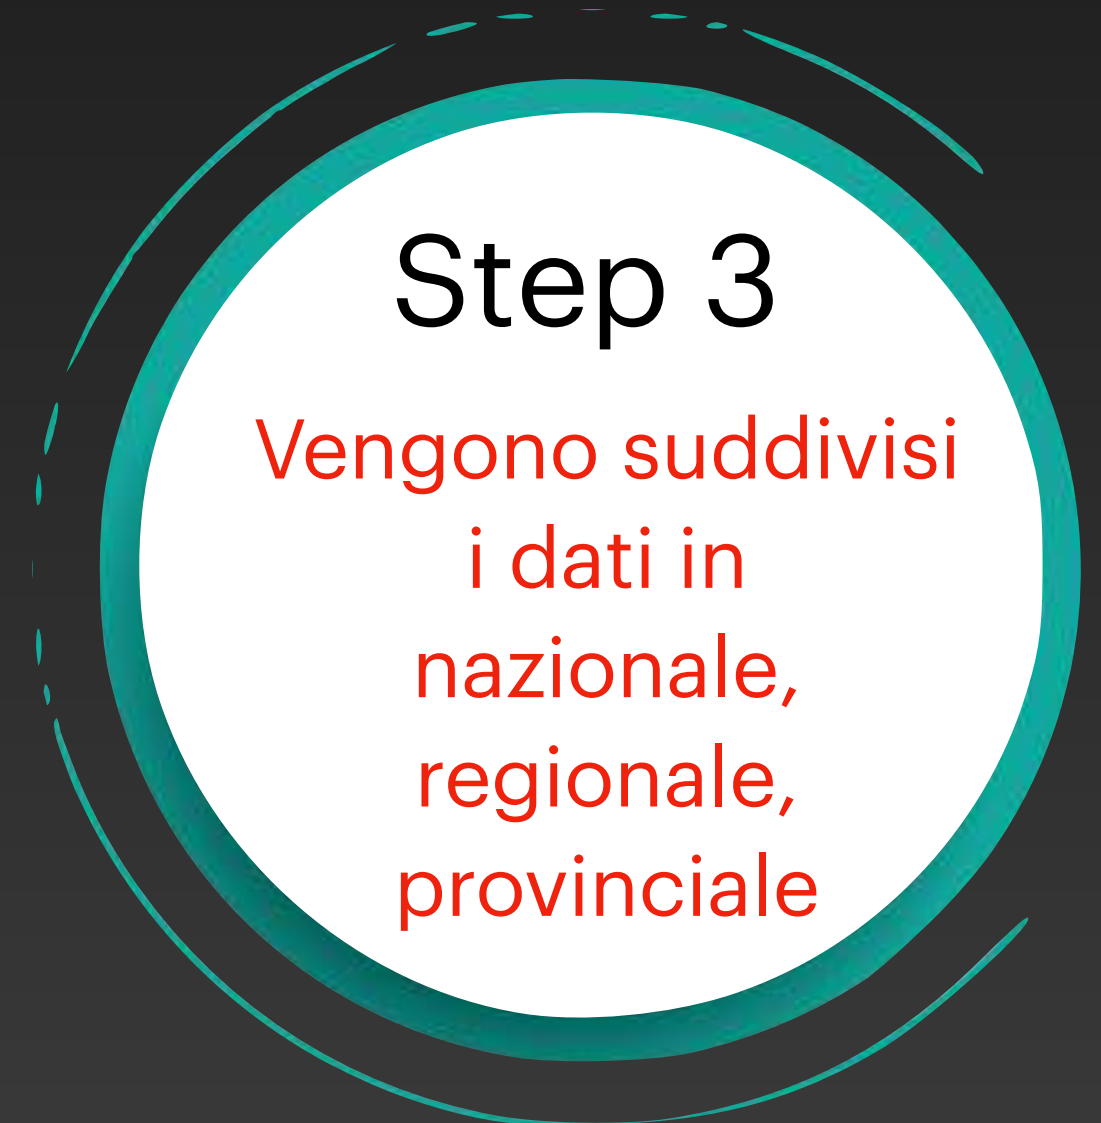 Step 3
Vengono suddivisi
i dati in
nazionale,
regionale,
provinciale